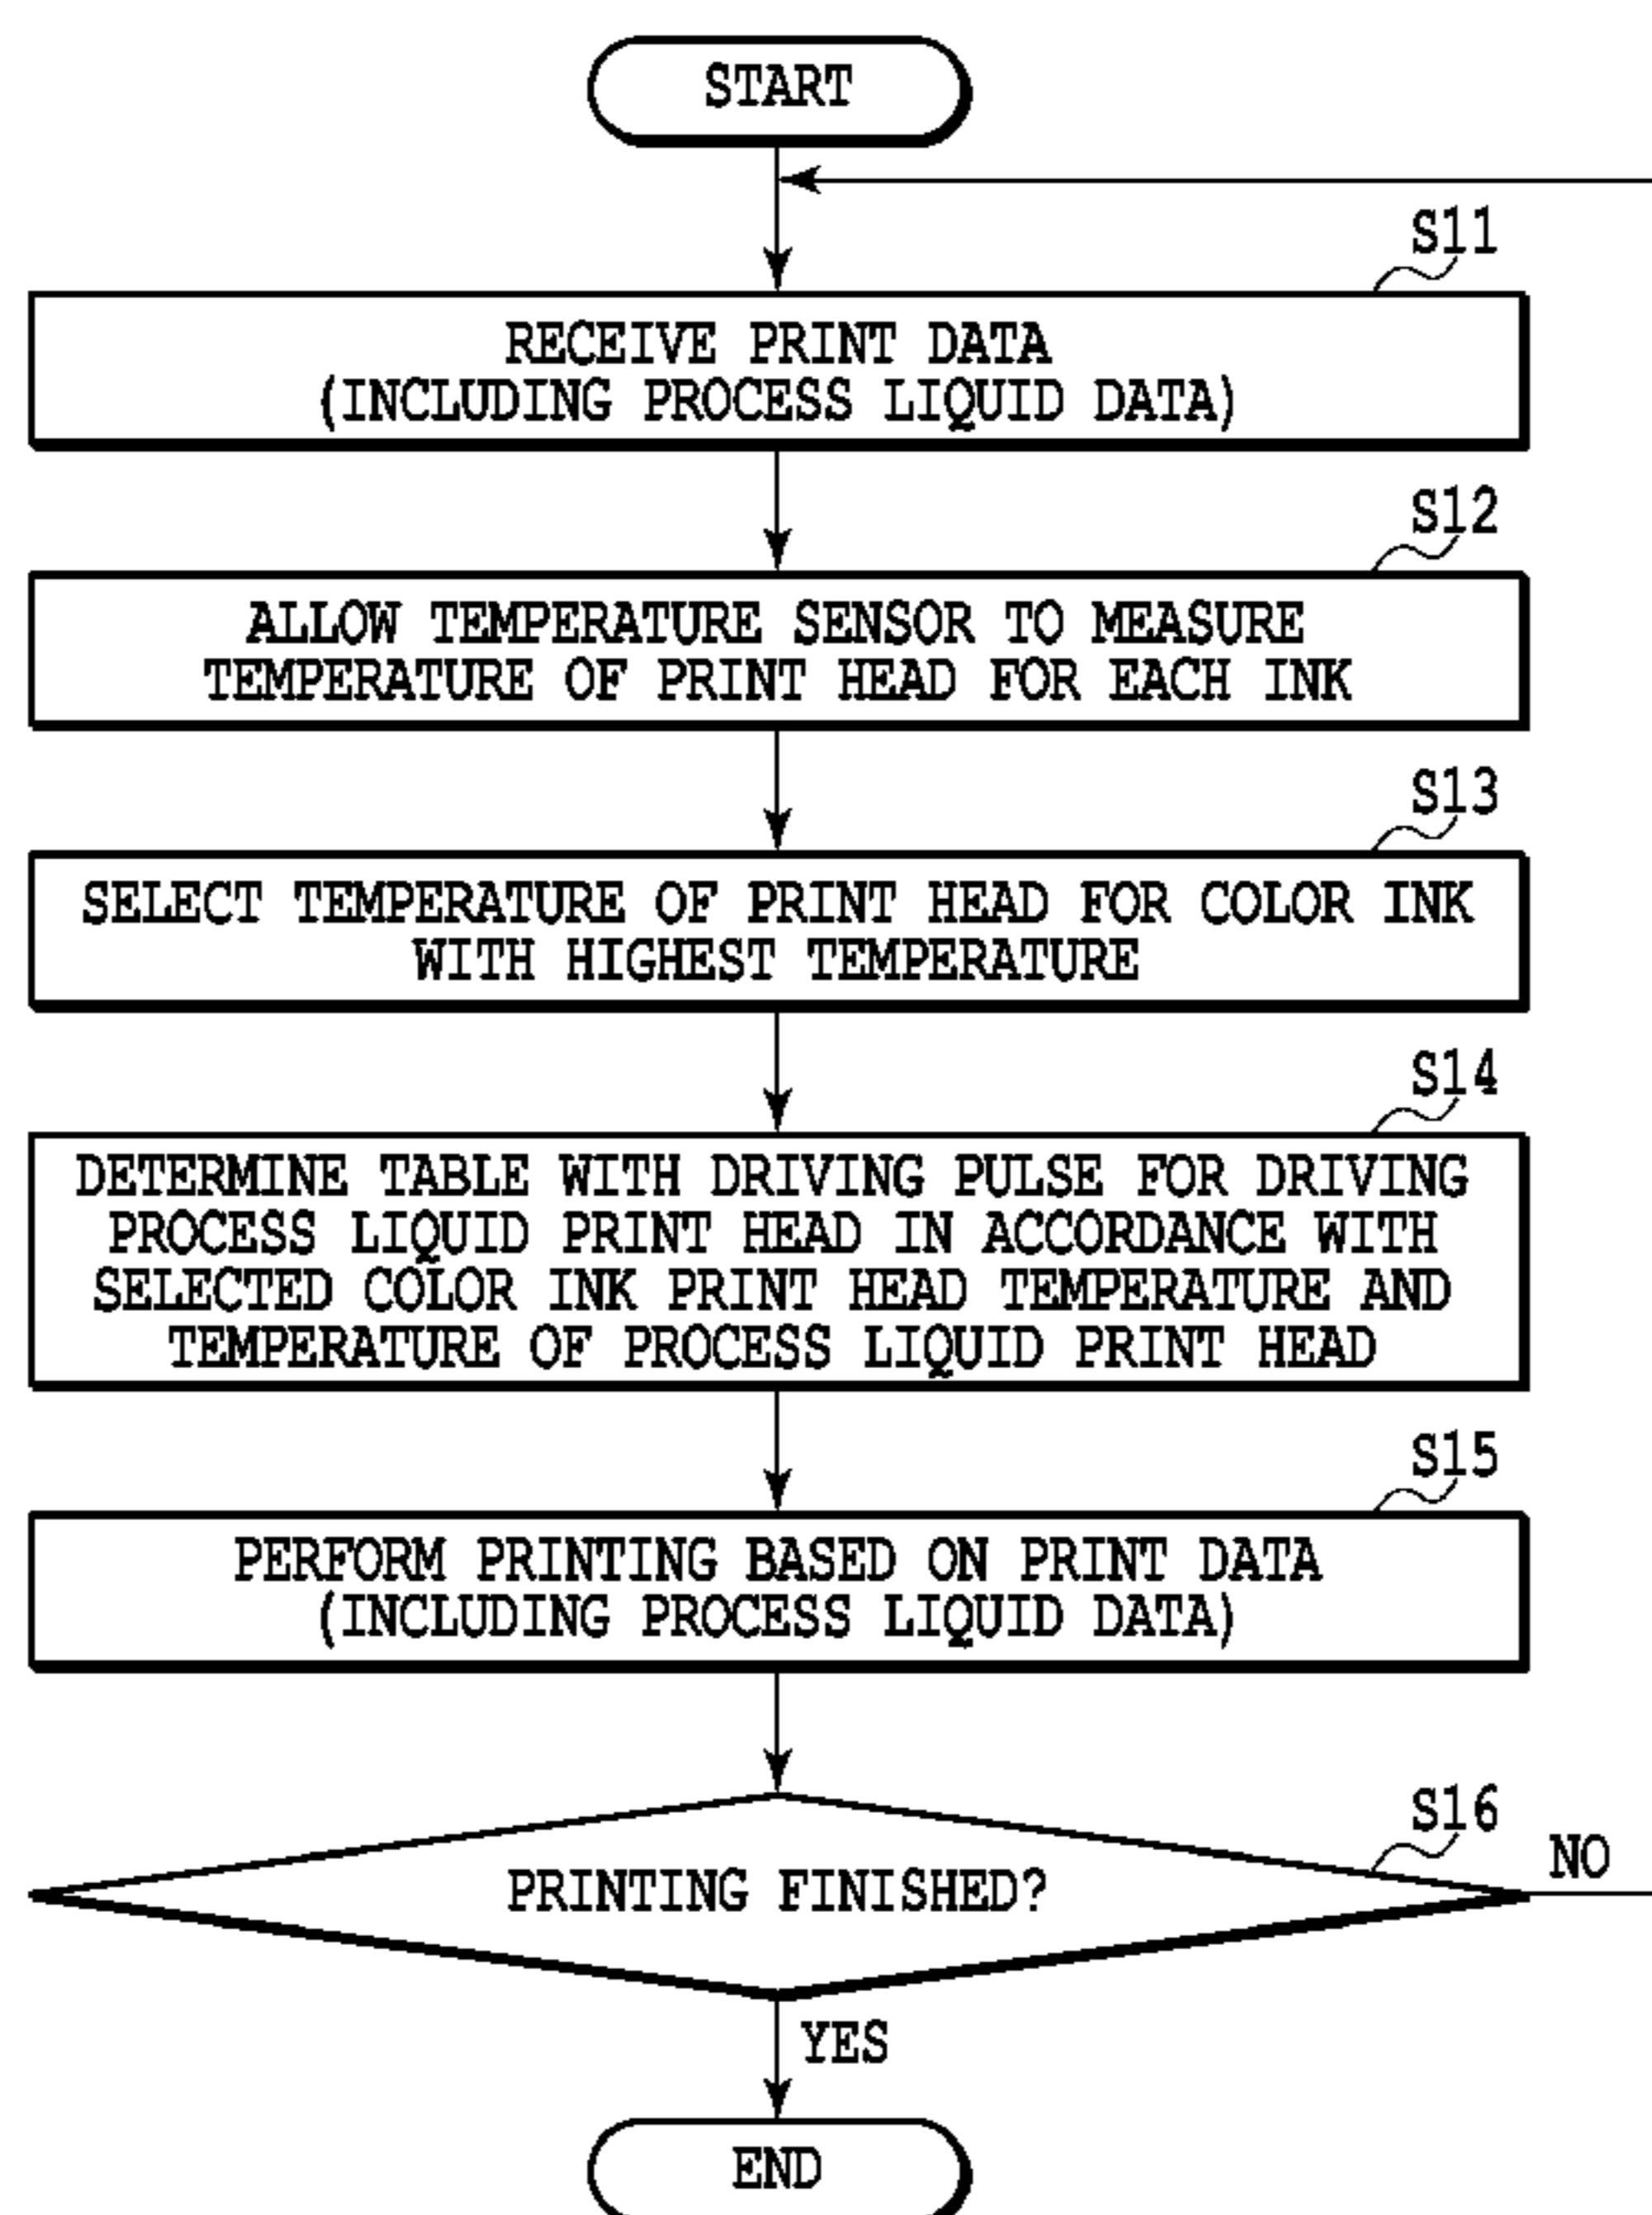 START
S11
RECEIVE PRINT DATA
(INCLUDING PROCESS LIQUID DATA)
S12
ALLOW TEMPERATURE SENSOR TO MEASURE
TEMPERATURE OF PRINT HEAD FOR EACH INK
S13
SELECT TEMPERATURE OF PRINT HEAD FOR COLOR INK
WITH HIGHEST TEMPERATURE
S14
DETERMINE TABLE WITH DRIVING PULSE FOR DRIVING
PROCESS LIQUID PRINT HEAD IN ACCORDANCE WITH
SELECTED COLOR INK PRINT HEAD TEMPERATURE AND
TEMPERATURE OF PROCESS LIQUID PRINT HEAD
S15
PERFORM PRINTING BASED ON PRINT DATA
(INCLUDING PROCESS LIQUID DATA)
S16
NO
PRINTING FINISHED?
YES
END